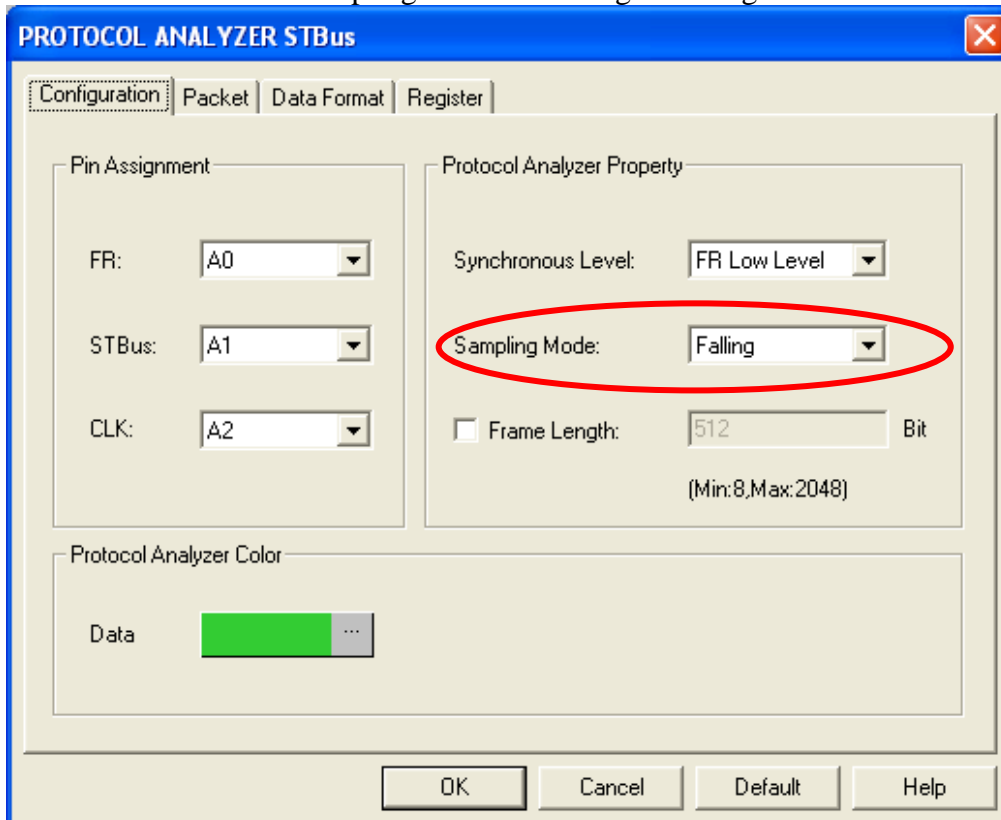 PROTOCOL ANALYZER STBus
Configuration Packet Data Format Register
Pin Assignment
FR: A0
STBus: A1
CLK: A2
Protocol Analyzer Property
Synchronous Level: FR Low Level
Sampling Mode: Falling
Frame Length: 512 Bit
(Min:8,Max:2048)
Protocol Analyzer Color
Data ...
OK Cancel Default Help